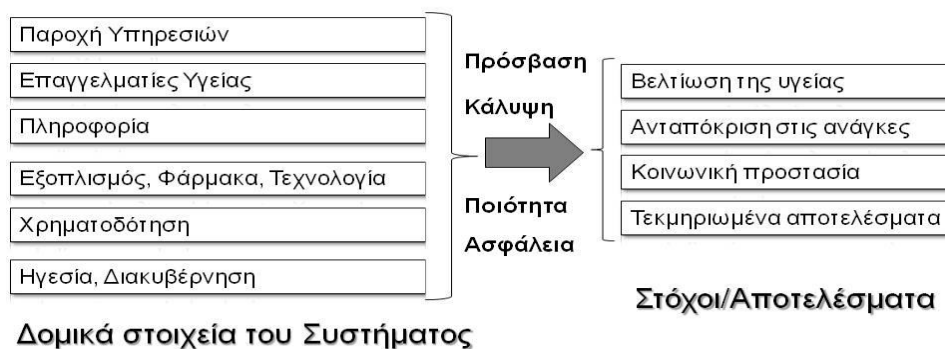 Παροχή Υπηρεσιών
Επαγγελματίες Υγείας
Πληροφορία
Εξοπλισμός, Φάρμακα, Τεχνολογία
Χρηματοδότηση
Ηγεσία, Διακυβέρνηση
Δομικά στοιχεία του Συστήματος
Πρόσβαση
Κάλυψη
Ποιότητα
Ασφάλεια
Βελτίωση της υγείας
Ανταπόκριση στις ανάγκες
Κοινωνική προστασία
Τεκμηριωμένα αποτελέσματα
Στόχοι/Αποτελέσματα